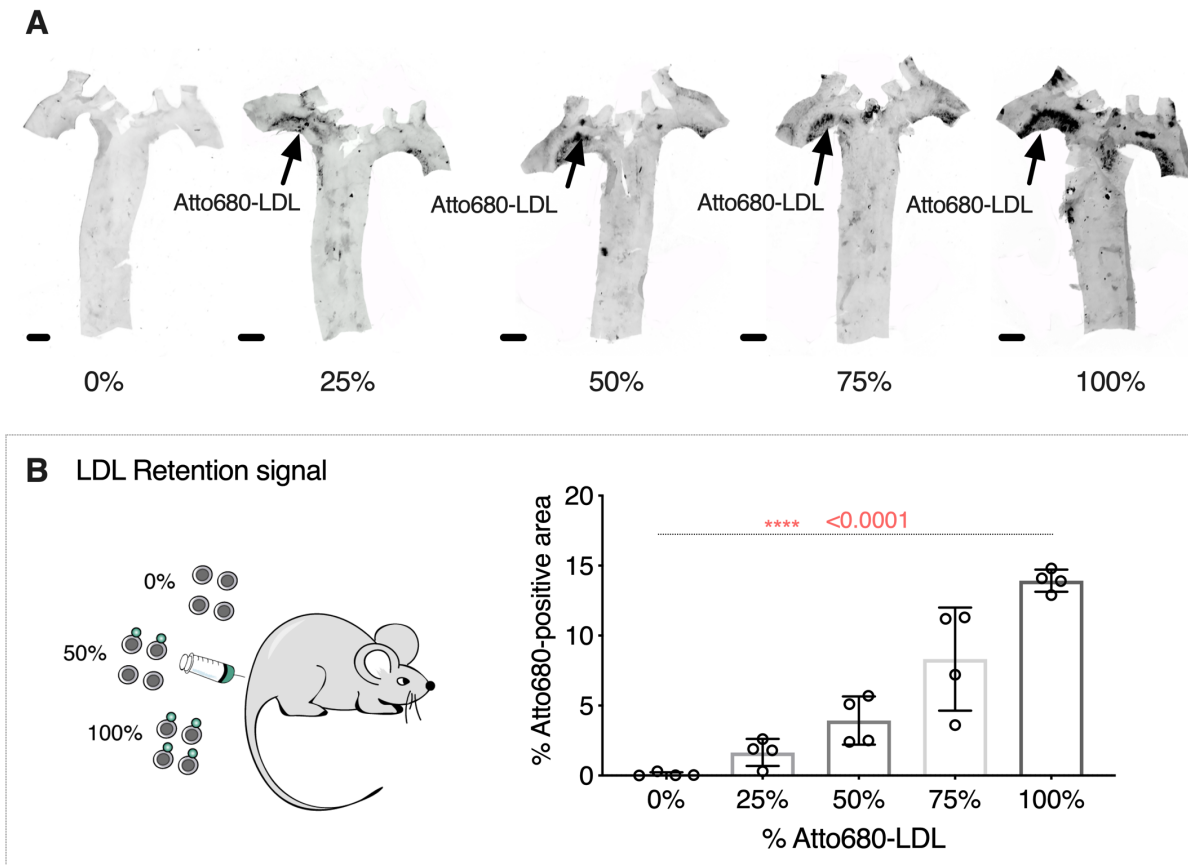 A
Atto680-LDL
Atto680-LDL
Atto680-LDL
Atto680-LDL
0%
25%
50%
75%
100%
B LDL Retention signal
0%
50%
100%
% Atto680-positive area
20
15
10
5
0
**** <0.0001
0%
25%
50%
75%
100%
% Atto680-LDL